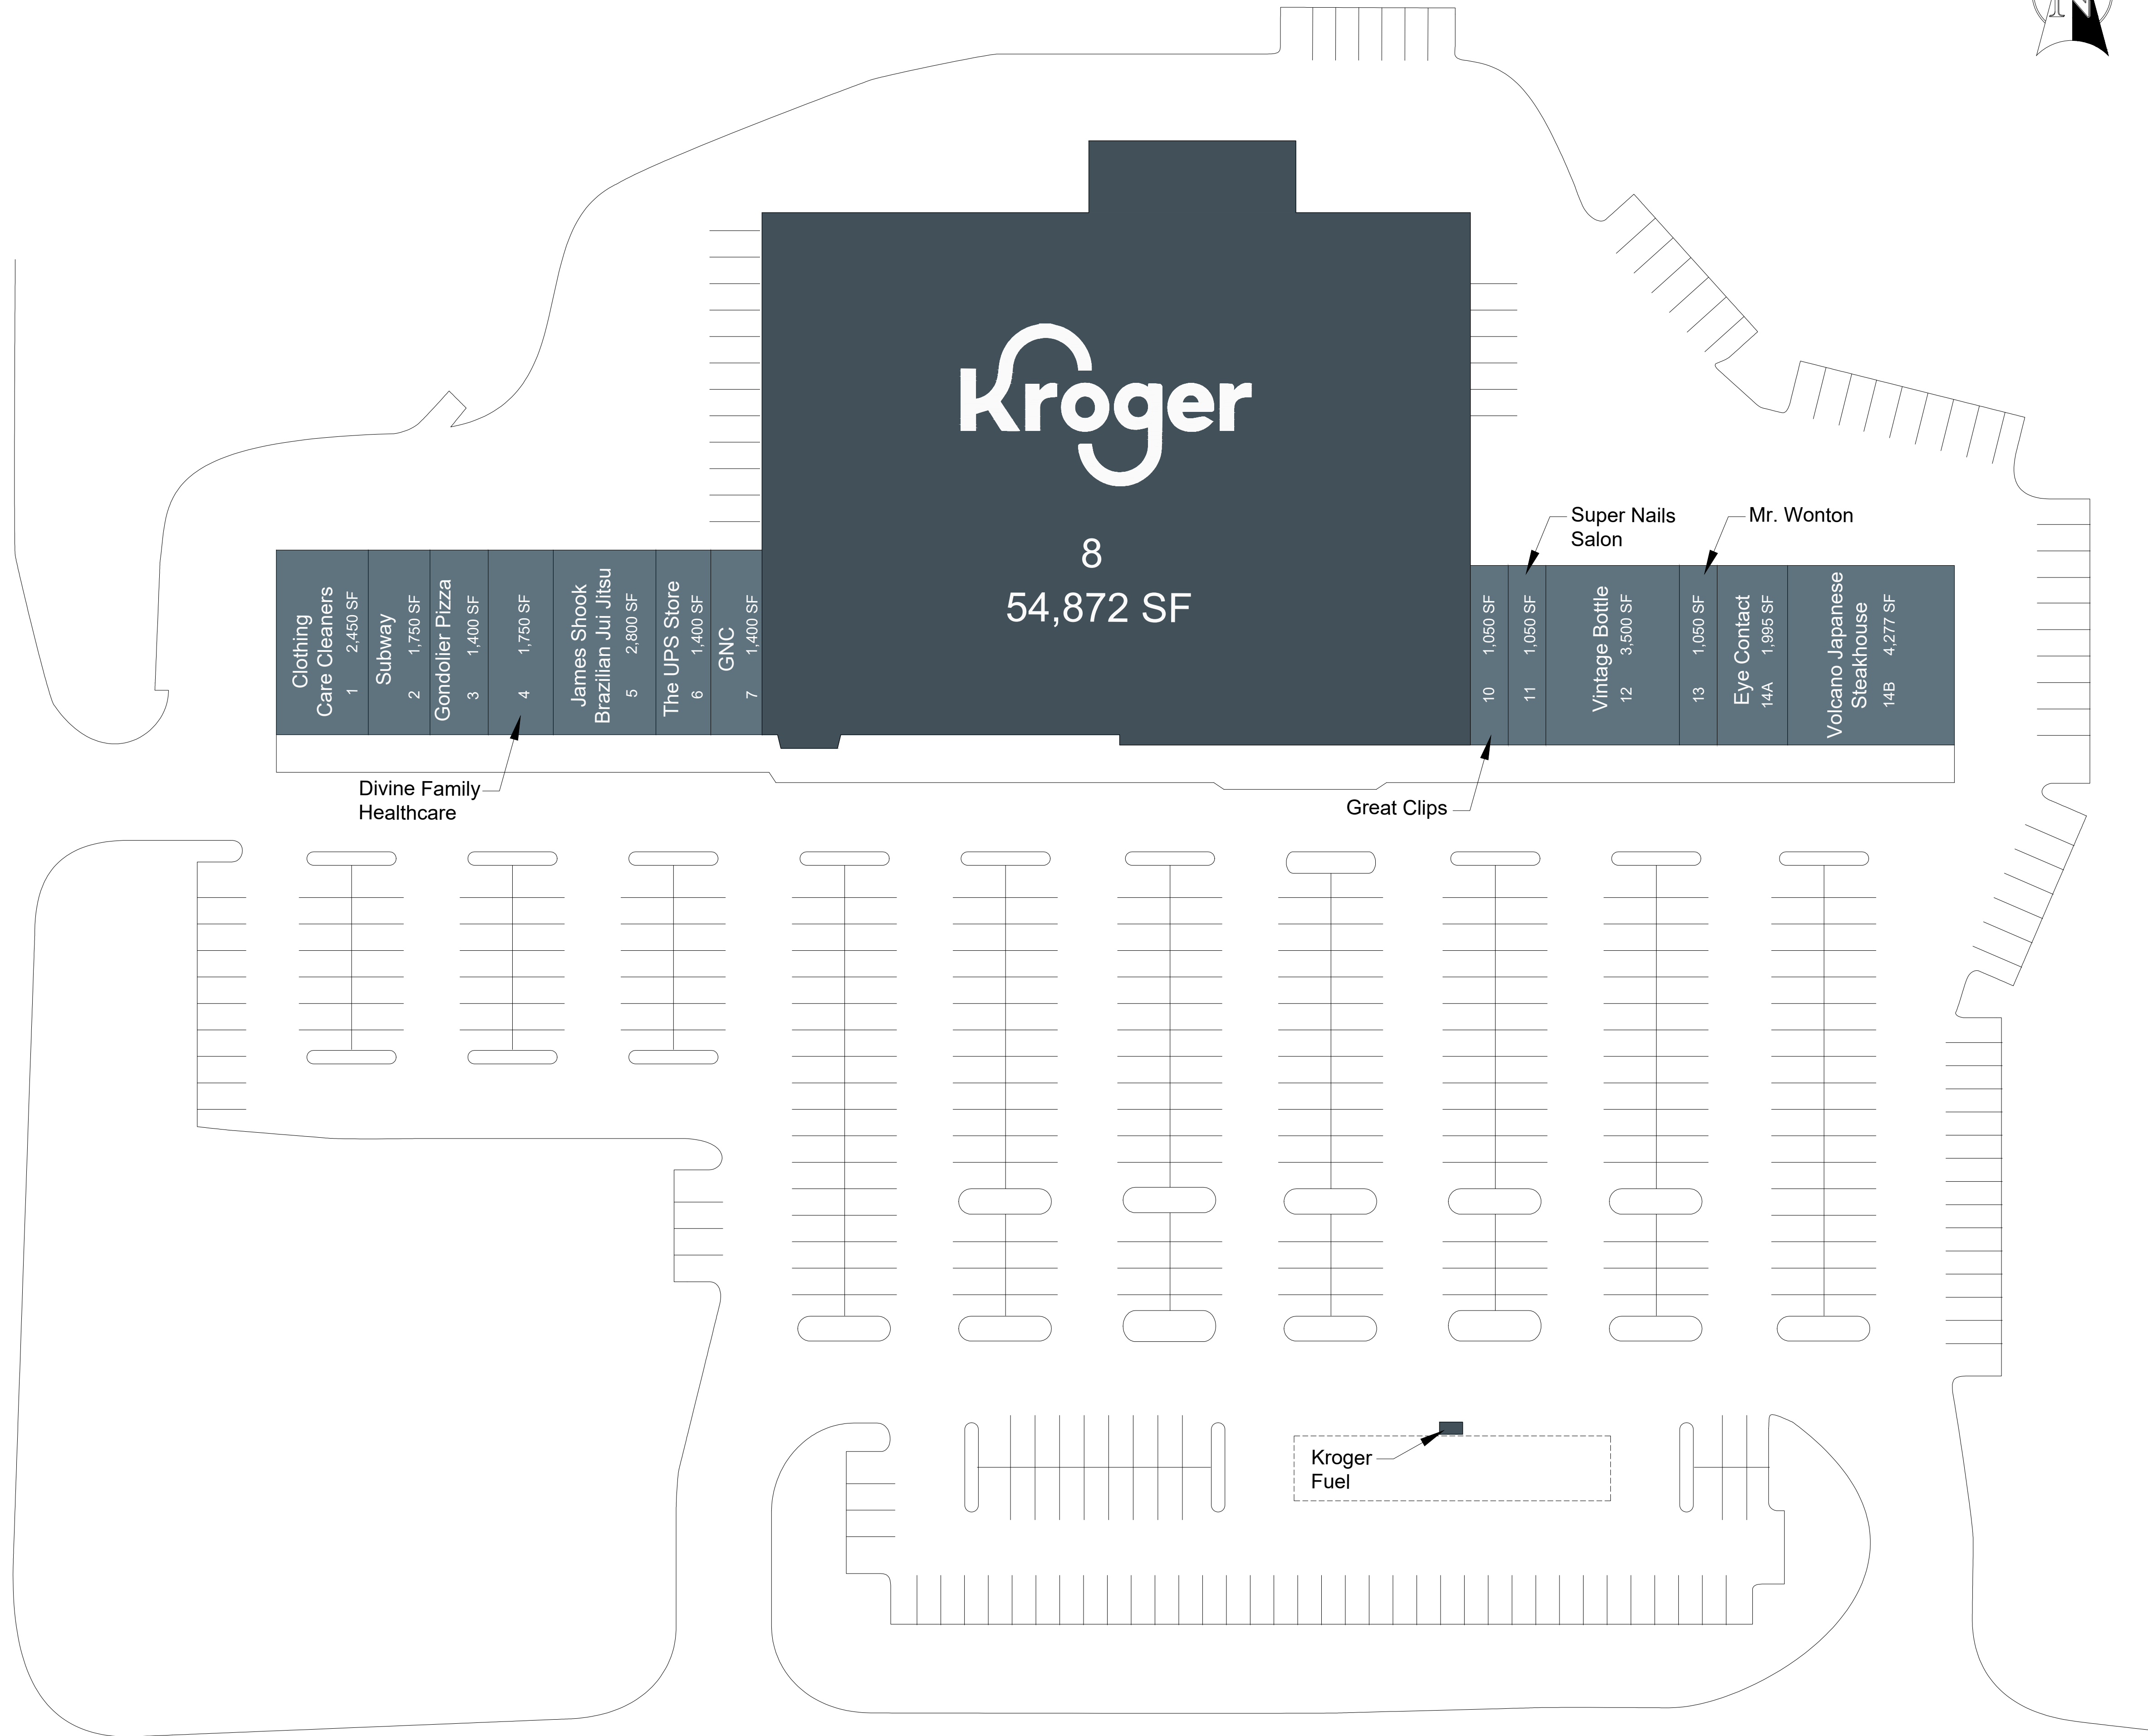 N
Kroger
8
54,872 SF
Super Nails
Salon
Mr. Wonton
Clothing
Care Cleaners
1 2,450 SF
Subway
2 1,750 SF
Gondolier Pizza
3 1,400 SF
4 1,750 SF
James Shook
Brazilian Jui Jitsu
5 2,800 SF
The UPS Store
6 1,400 SF
GNC
7 1,400 SF
10 1,050 SF
11 1,050 SF
Vintage Bottle
12 3,500 SF
13 1,050 SF
Eye Contact
14A 1,995 SF
Volcano Japanese
Steakhouse
14B 4,277 SF
Divine Family
Healthcare
Great Clips
Kroger
Fuel